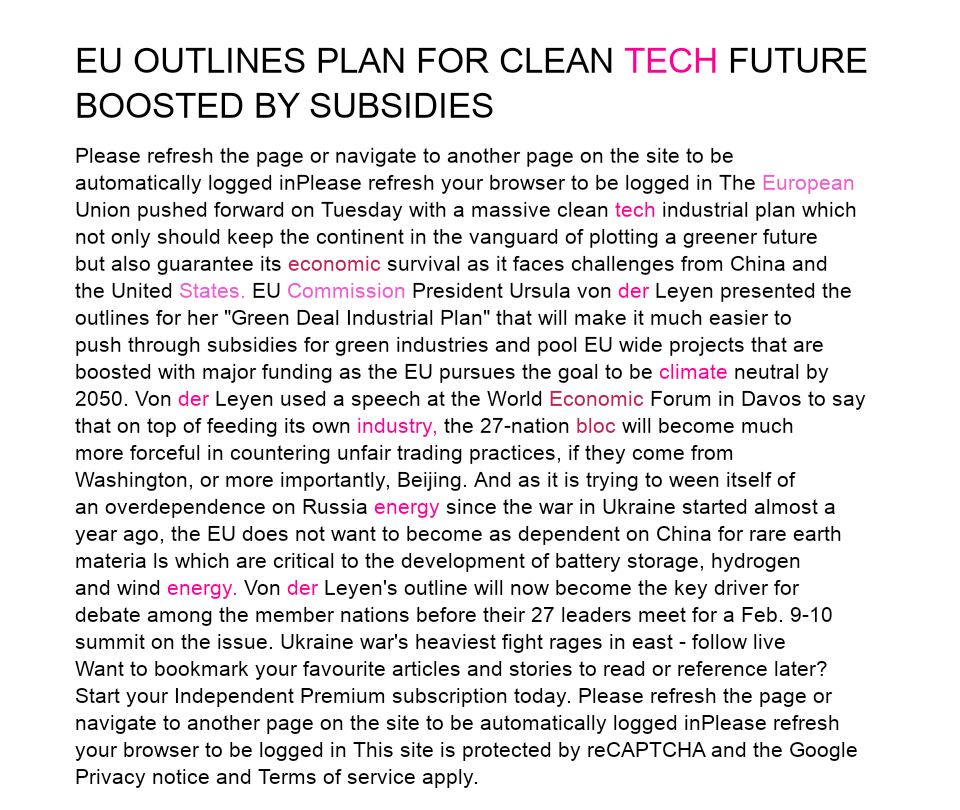 EU OUTLINES PLAN FOR CLEAN TECH FUTURE
BOOSTED BY SUBSIDIES
Please refresh the page or navigate to another page on the site to be
automatically logged inPlease refresh your browser to be logged in The European
Union pushed forward on Tuesday with a massive clean tech industrial plan which
not only should keep the continent in the vanguard of plotting a greener future
but also guarantee its economic survival as it faces challenges from China and
the United States. EU Commission President Ursula von der Leyen presented the
outlines for her "Green Deal Industrial Plan" that will make it much easier to
push through subsidies for green industries and pool EU wide projects that are
boosted with major funding as the EU pursues the goal to be climate neutral by
2050. Von der Leyen used a speech at the World Economic Forum in Davos to say
that on top of feeding its own industry, the 27-nation bloc will become much
more forceful in countering unfair trading practices, if they come from
Washington, or more importantly, Beijing. And as it is trying to ween itself of
an overdependence on Russia energy since the war in Ukraine started almost a
year ago, the EU does not want to become as dependent on China for rare earth
materia ls which are critical to the development of battery storage, hydrogen
and wind energy. Von der Leyen's outline will now become the key driver for
debate among the member nations before their 27 leaders meet for a Feb. 9-10
summit on the issue. Ukraine war's heaviest fight rages in east - follow live
Want to bookmark your favourite articles and stories to read or reference later?
Start your Independent Premium subscription today. Please refresh the page or
navigate to another page on the site to be automatically logged inPlease refresh
your browser to be logged in This site is protected by reCAPTCHA and the Google
Privacy notice and Terms of service apply.